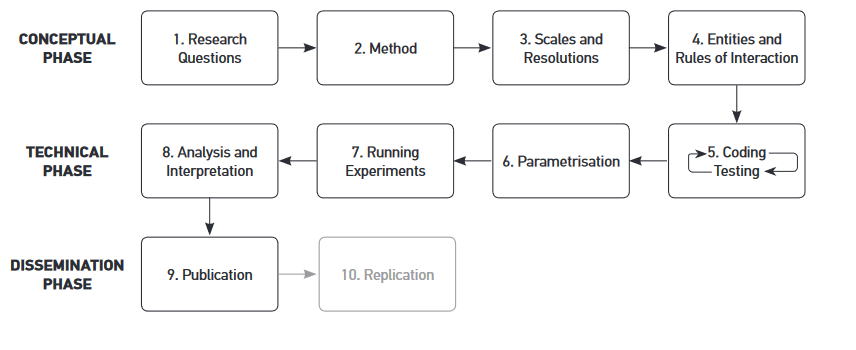 CONCEPTUAL
PHASE
1. Research
Questions
2. Method
3. Scales and
Resolutions
4. Entities and
Rules of Interaction
TECHNICAL
PHASE
8. Analysis and
Interpretation
7. Running
Experiments
6. Parametrisation
5. Coding
Testing
DISSEMINATION
PHASE
9. Publication
10. Replication